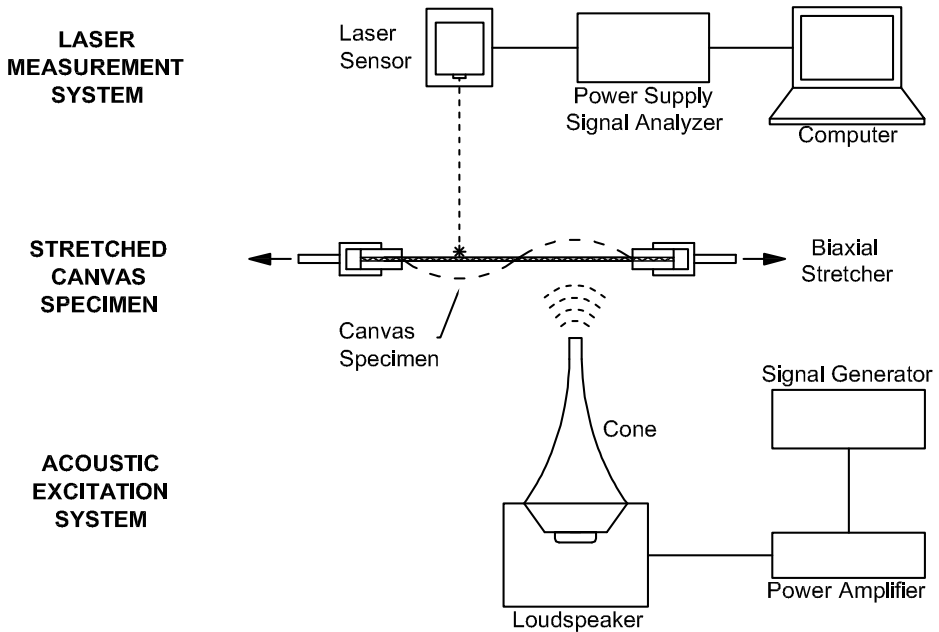 LASER
MEASUREMENT
SYSTEM
Laser
Sensor
Power Supply
Signal Analyzer
Computer
STRETCHED
CANVAS
SPECIMEN
Biaxial
Stretcher
Canvas
Specimen
Signal Generator
Cone
ACOUSTIC
EXCITATION
SYSTEM
Power Amplifier
Loudspeaker